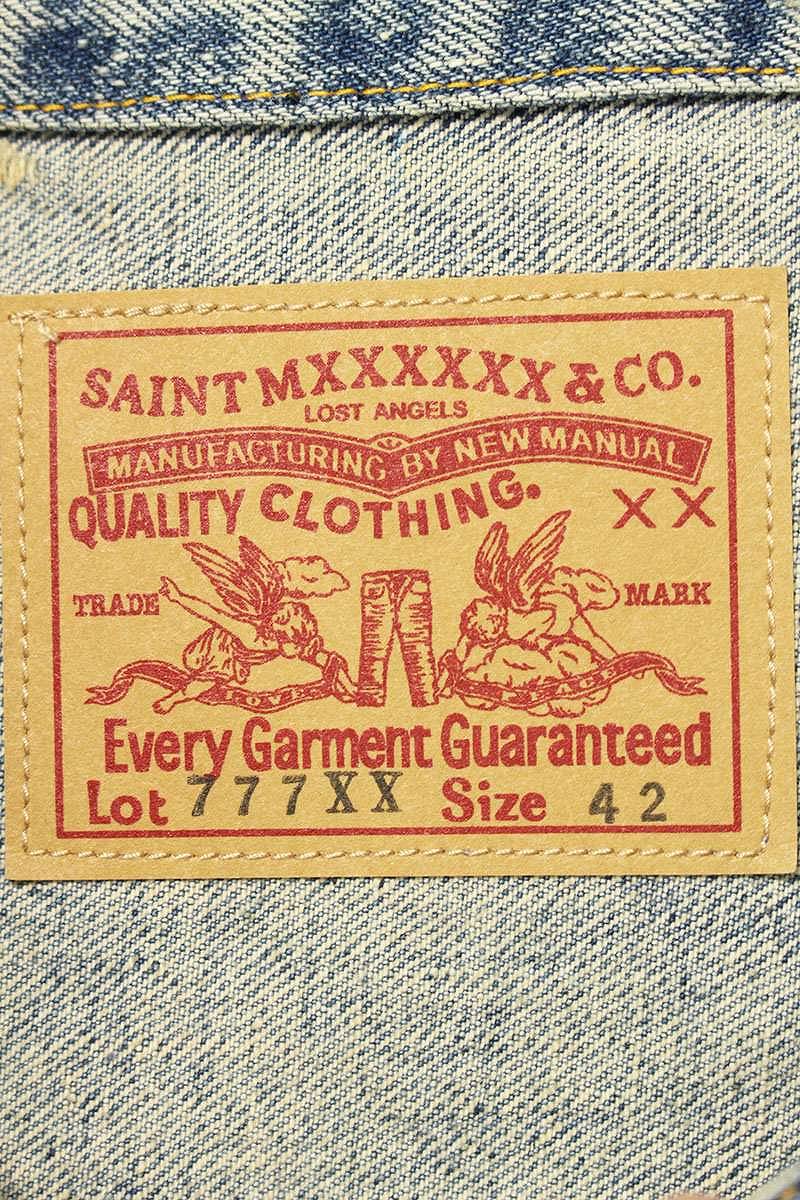 SAINT MXXXXXX & CO.
LOST ANGELS
MANUFACTURING BY NEW MANUAL
QUALITY CLOTHING. XX
TRADE MARK
Every Garment Guaranteed
Lot 777XX Size 42